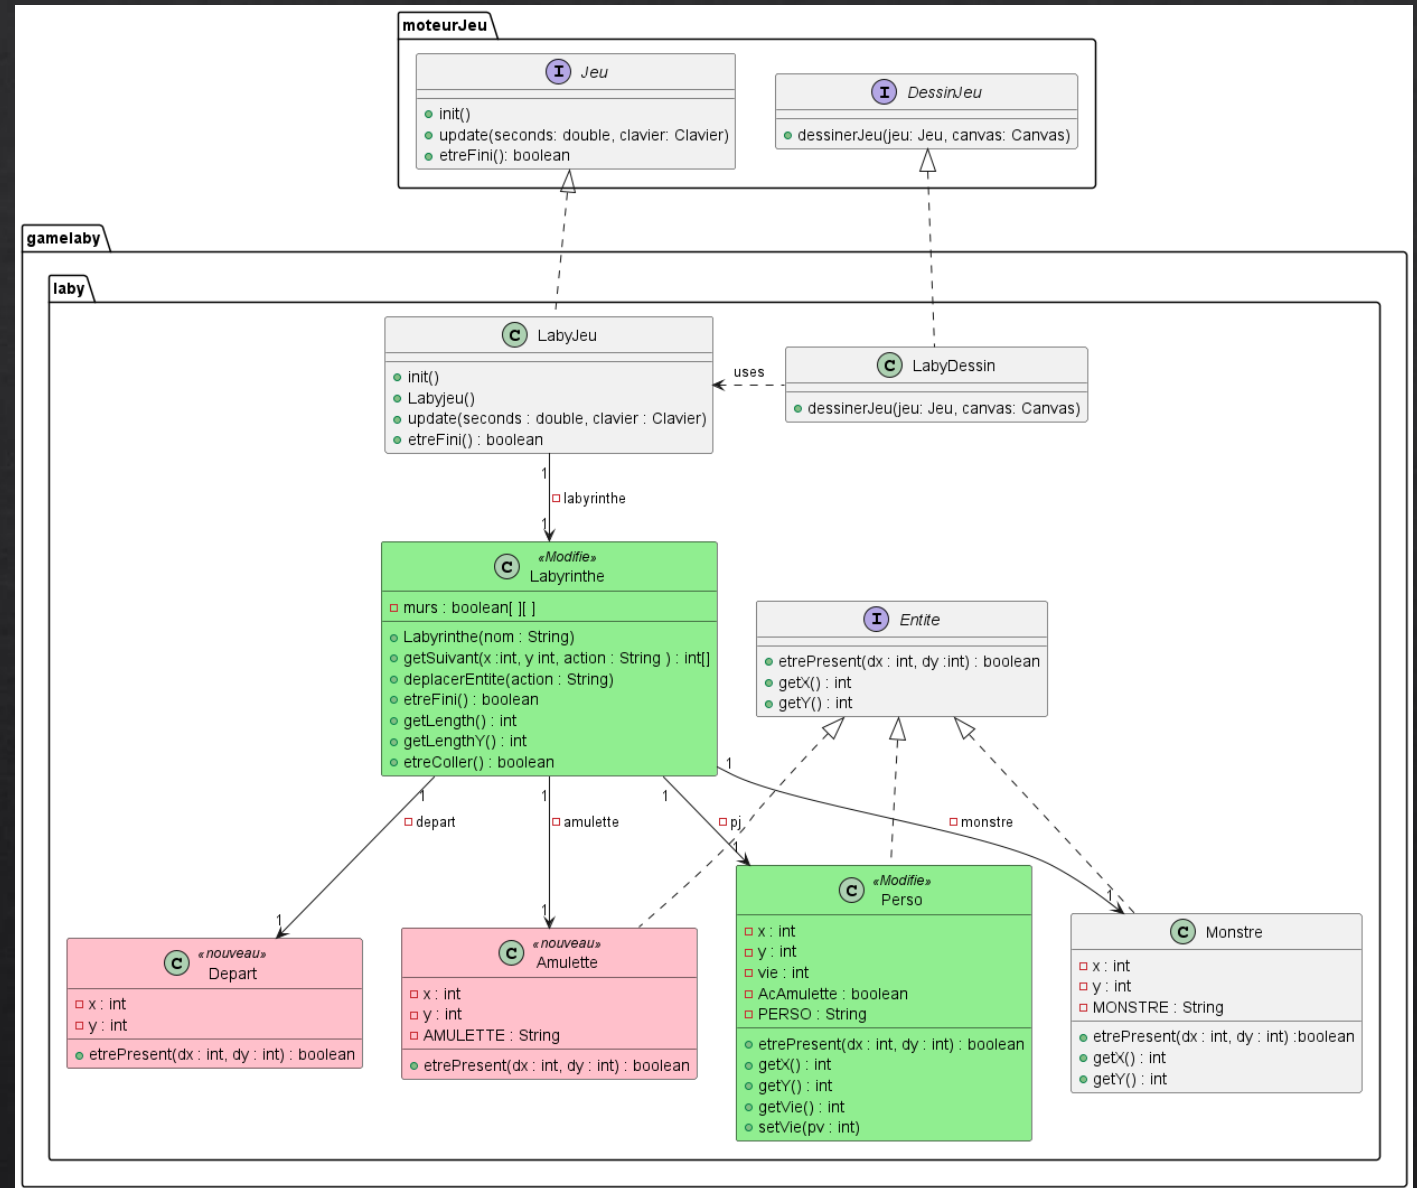 moteurJeu
I Jeu
init()
update(seconds: double, clavier: Clavier)
etreFini(): boolean
I DessinJeu
dessinerJeu(jeu: Jeu, canvas: Canvas)
gamelaby
laby
C LabyJeu
init()
Labyjeu()
update(seconds : double, clavier : Clavier)
etreFini() : boolean
uses
C LabyDessin
dessinerJeu(jeu: Jeu, canvas: Canvas)
1
labyrinthe
1
«Modifie»
C Labyrinthe
murs : boolean[ ][ ]
Labyrinthe(nom : String)
getSuivant(x :int, y int, action : String ) : int[]
deplacerEntite(action : String)
etreFini() : boolean
getLength() : int
getLengthY() : int
etreColler() : boolean
I Entite
etrePresent(dx : int, dy :int) : boolean
getX() : int
getY() : int
1
1
1
1
depart
amulette
pj
monstre
1
1
1
1
«nouveau»
C Depart
x : int
y : int
etrePresent(dx : int, dy : int) : boolean
«nouveau»
C Amulette
x : int
y : int
AMULETTE : String
etrePresent(dx : int, dy : int) : boolean
«Modifie»
C Perso
x : int
y : int
vie : int
AcAmulette : boolean
PERSO : String
etrePresent(dx : int, dy : int) : boolean
getX() : int
getY() : int
getVie() : int
setVie(pv : int)
C Monstre
x : int
y : int
MONSTRE : String
etrePresent(dx : int, dy : int) :boolean
getX() : int
getY() : int